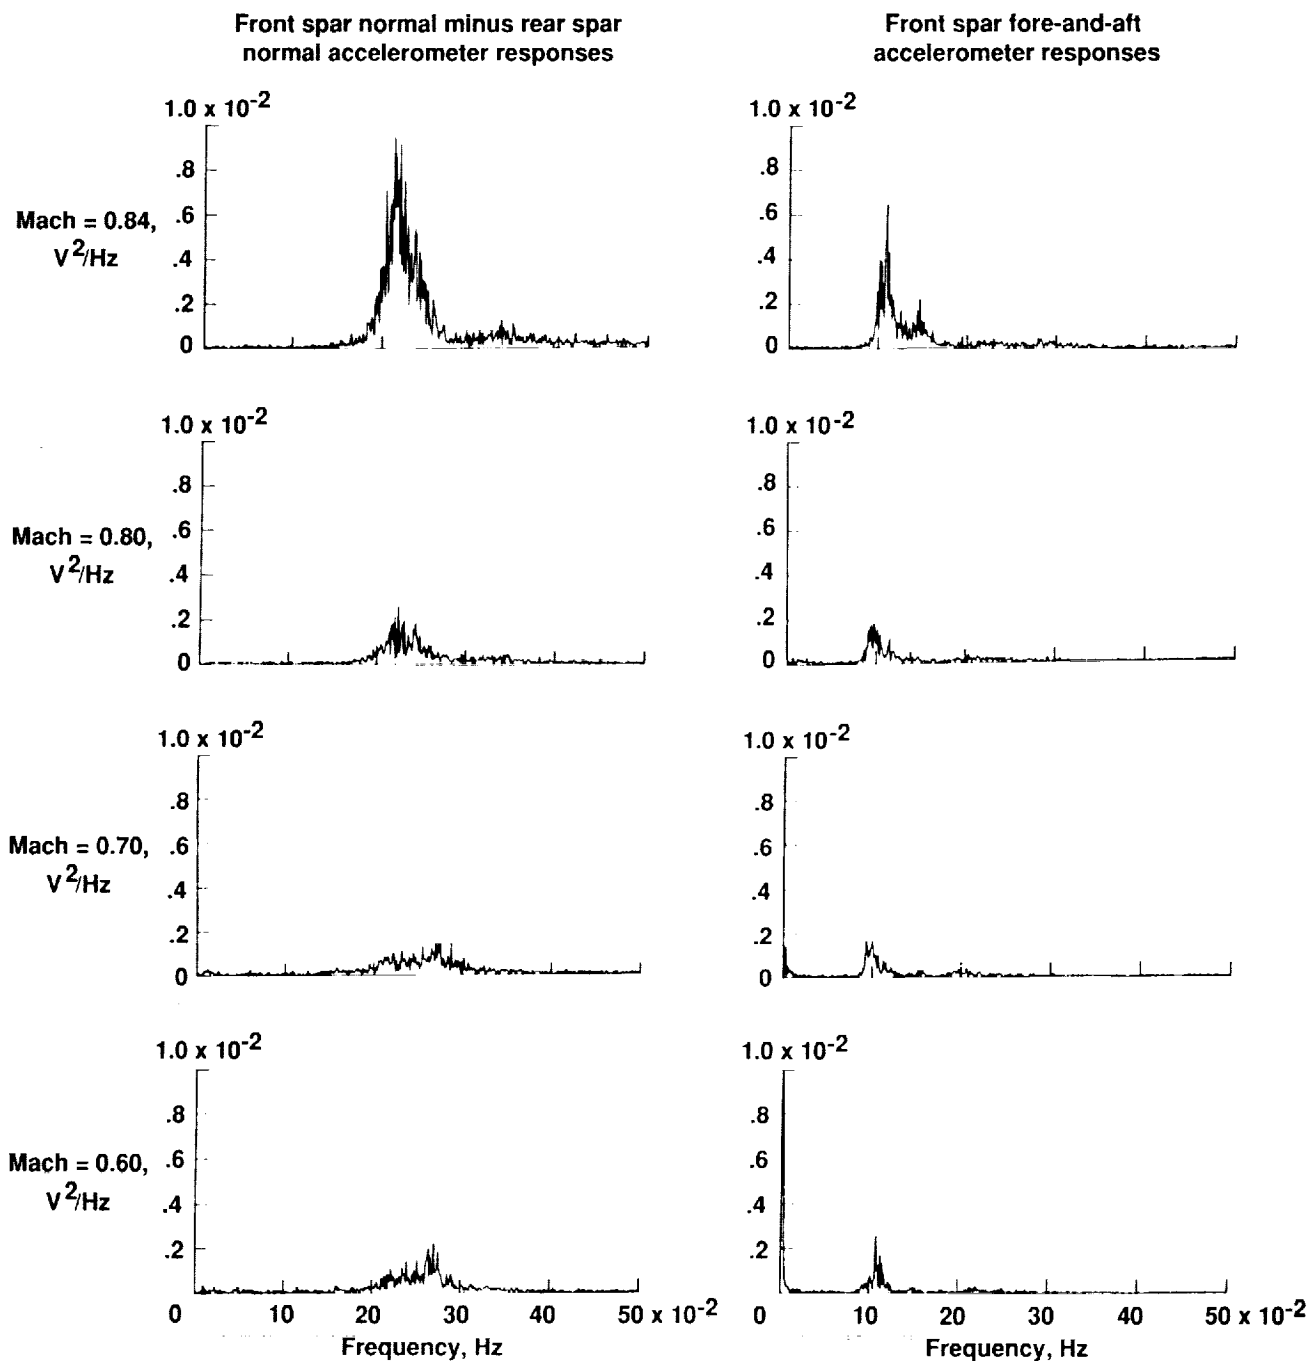 Front spar normal minus rear spar
normal accelerometer responses
Front spar fore-and-aft
accelerometer responses
Mach = 0.84,
V²/Hz
1.0 x 10⁻²
.8
.6
.4
.2
0
1.0 x 10⁻²
.8
.6
.4
.2
0
Mach = 0.80,
V²/Hz
1.0 x 10⁻²
.8
.6
.4
.2
0
1.0 x 10⁻²
.8
.6
.4
.2
0
Mach = 0.70,
V²/Hz
1.0 x 10⁻²
.8
.6
.4
.2
0
1.0 x 10⁻²
.8
.6
.4
.2
0
Mach = 0.60,
V²/Hz
1.0 x 10⁻²
.8
.6
.4
.2
0 10 20 30 40 50 x 10⁻²
Frequency, Hz
1.0 x 10⁻²
.8
.6
.4
.2
0 10 20 30 40 50 x 10⁻²
Frequency, Hz